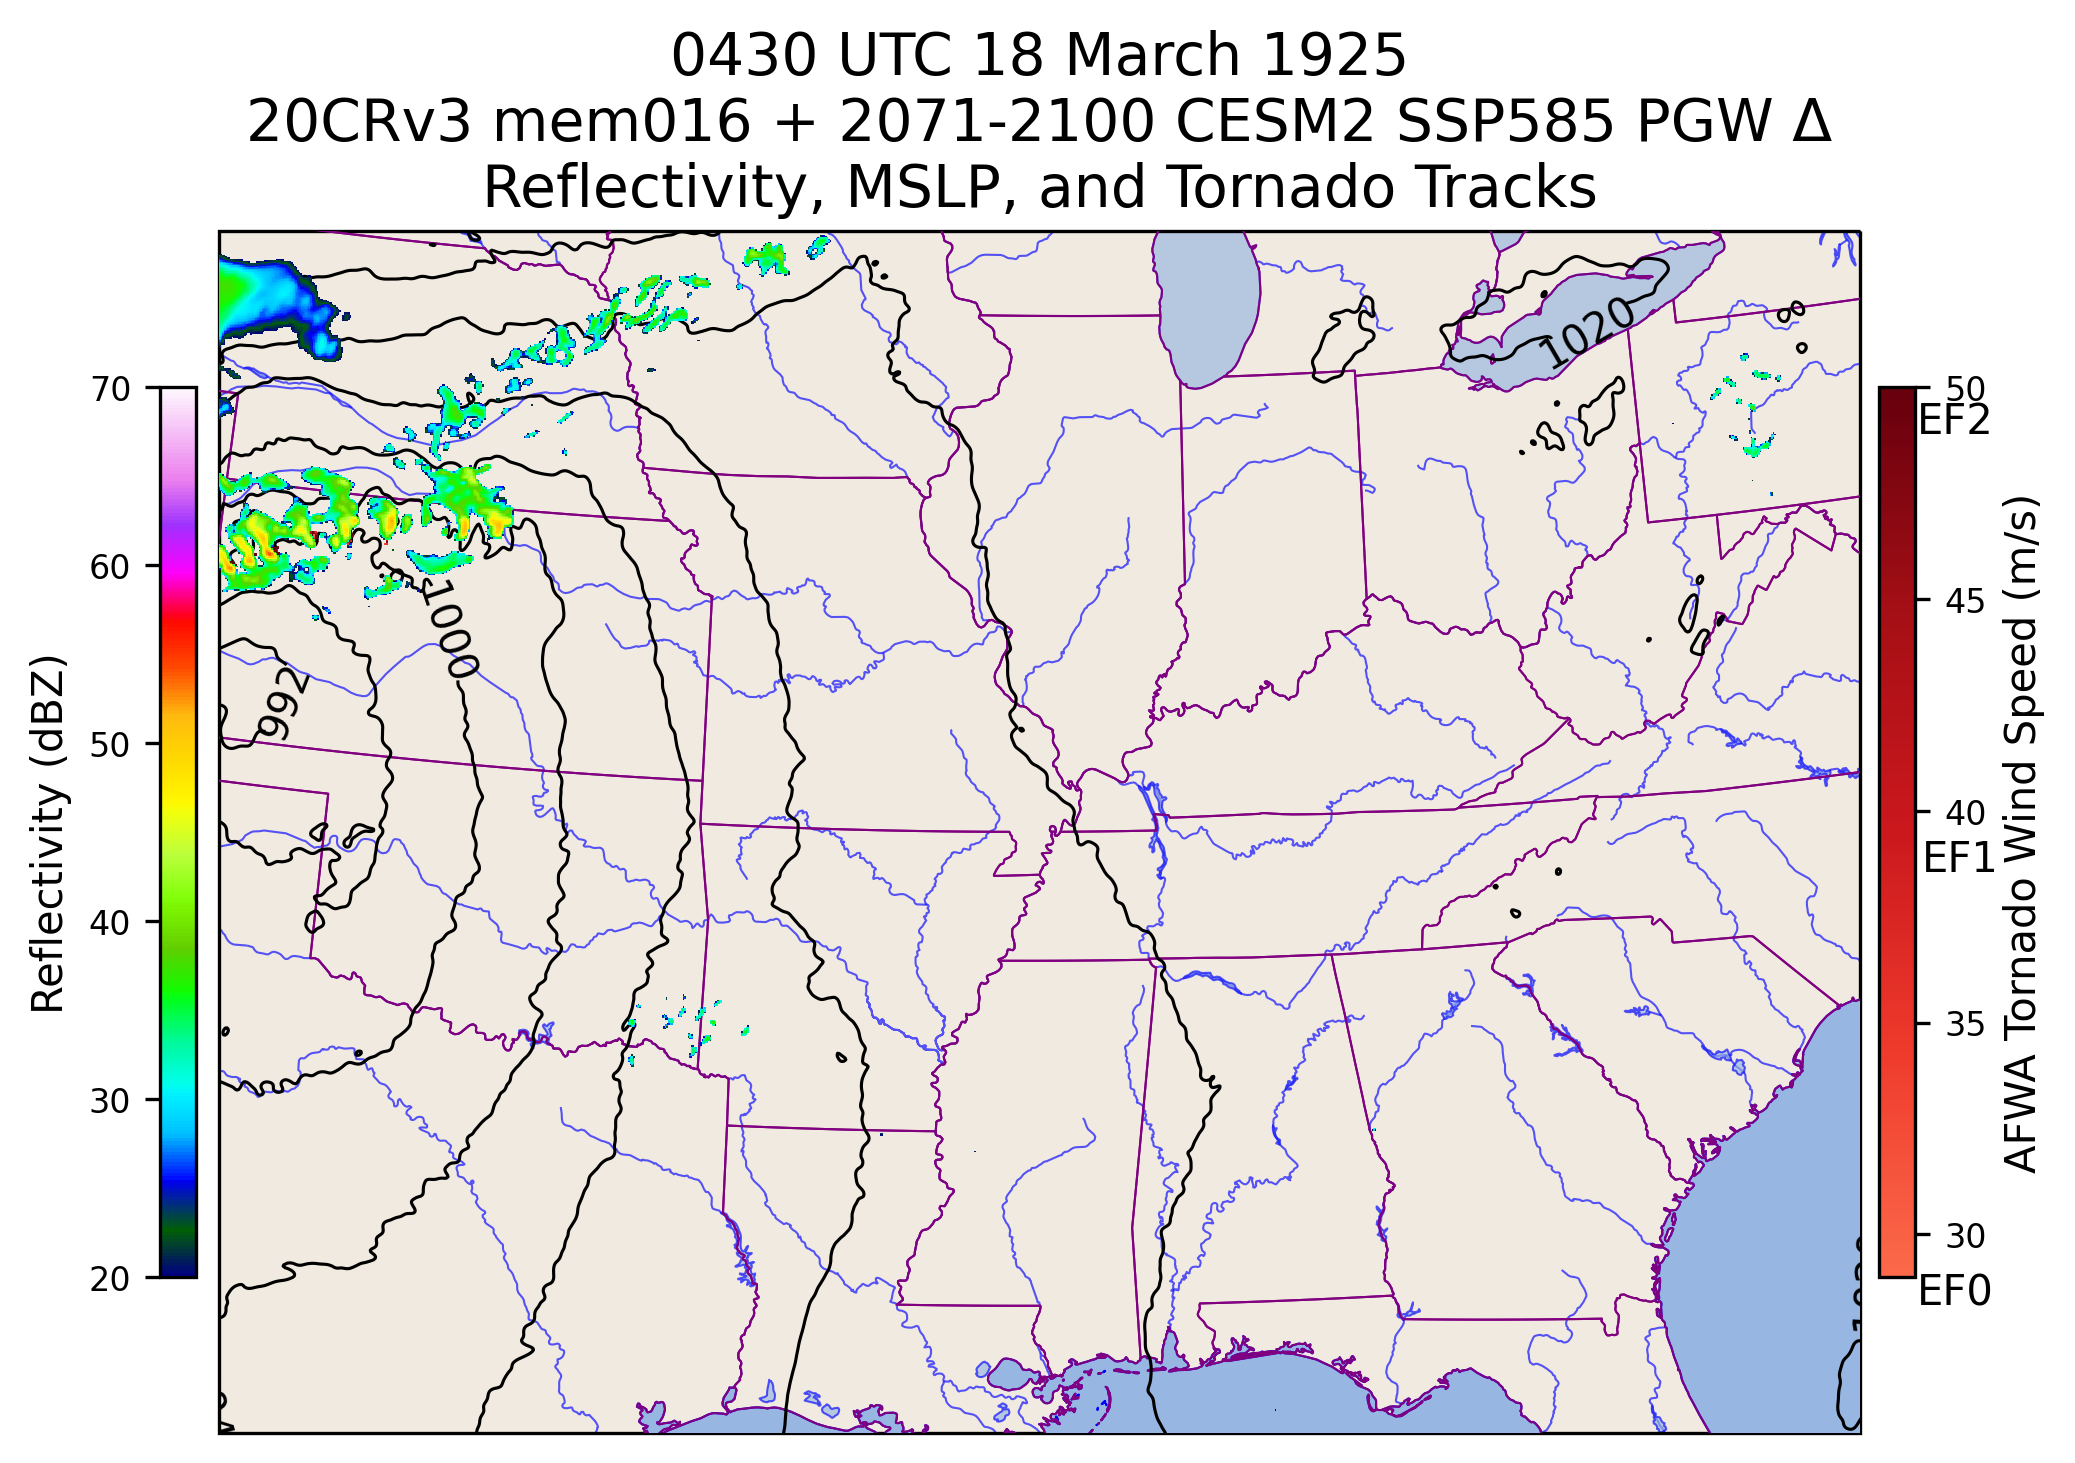 0430 UTC 18 March 1925
20CRv3 mem016 + 2071-2100 CESM2 SSP585 PGW Δ
Reflectivity, MSLP, and Tornado Tracks
Reflectivity (dBZ)
70
60
50
40
30
20
1020
1000
992
50
EF2
45
40
EF1
35
30
EF0
AFWA Tornado Wind Speed (m/s)